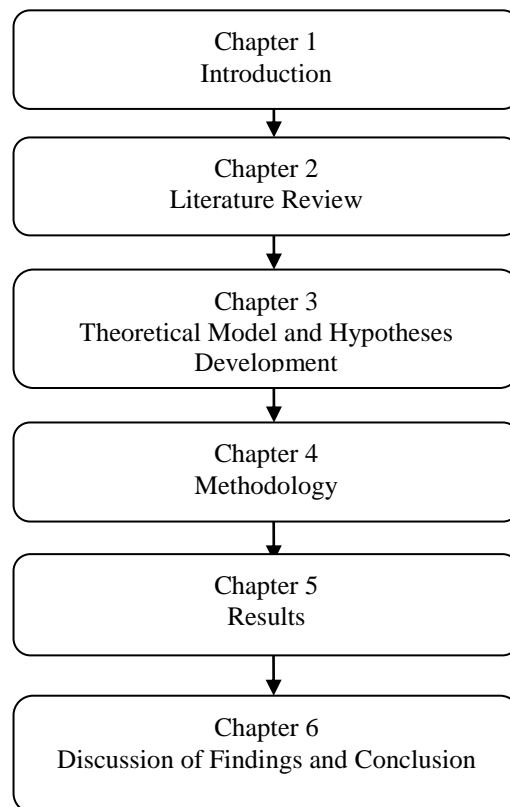 Chapter 1
Introduction
Chapter 2
Literature Review
Chapter 3
Theoretical Model and Hypotheses
Development
Chapter 4
Methodology
Chapter 5
Results
Chapter 6
Discussion of Findings and Conclusion